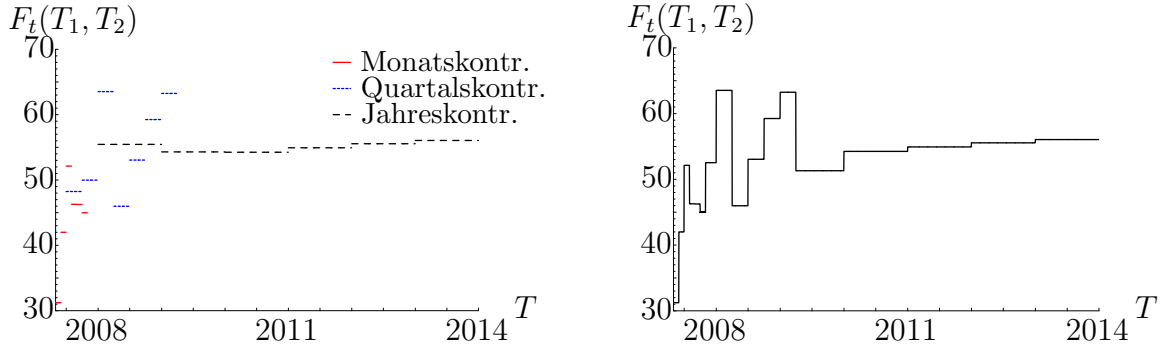 F_t(T_1, T_2)
70
60
50
40
30
2008
2011
2014
T
Monatskontr.
Quartalskontr.
Jahreskontr.
F_t(T_1, T_2)
70
60
50
40
30
2008
2011
2014
T